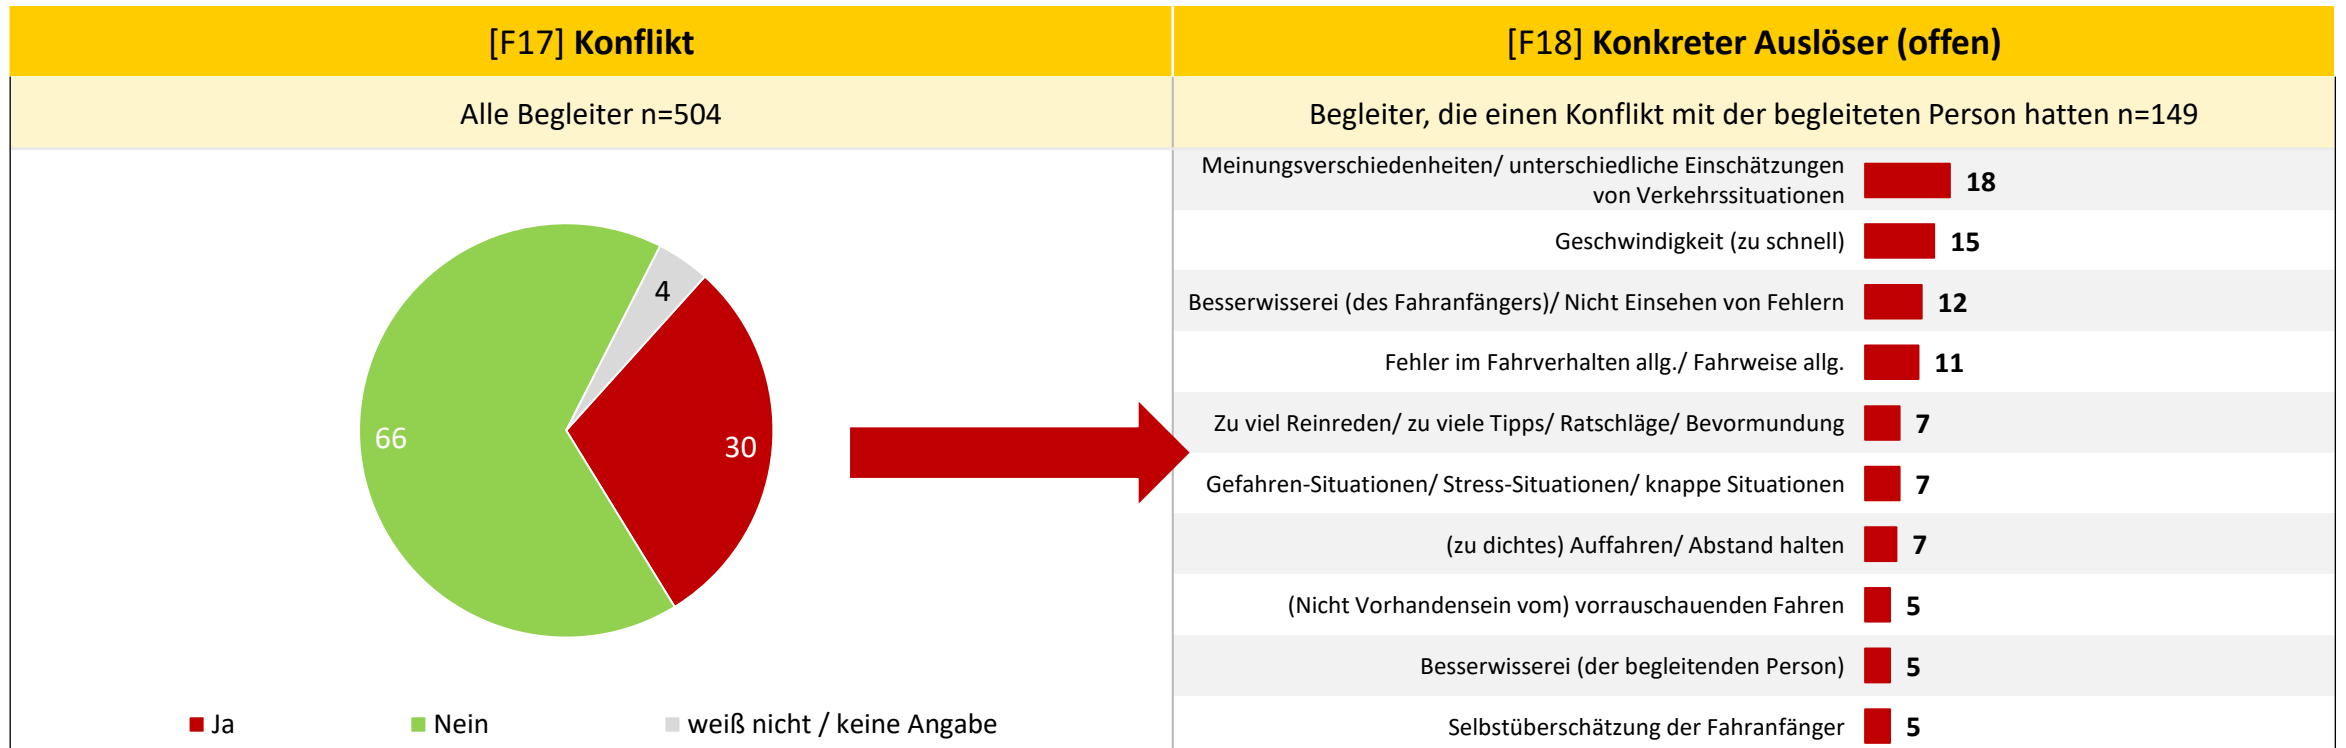 [F17] Konflikt
[F18] Konkreter Auslöser (offen)
Alle Begleiter n=504
Begleiter, die einen Konflikt mit der begleiteten Person hatten n=149
4
66
30
Ja
Nein
weiß nicht / keine Angabe
Meinungsverschiedenheiten/ unterschiedliche Einschätzungen
von Verkehrssituationen
18
Geschwindigkeit (zu schnell)
15
Besserwisserei (des Fahranfängers)/ Nicht Einsehen von Fehlern
12
Fehler im Fahrverhalten allg./ Fahrweise allg.
11
Zu viel Reinreden/ zu viele Tipps/ Ratschläge/ Bevormundung
7
Gefahren-Situationen/ Stress-Situationen/ knappe Situationen
7
(zu dichtes) Auffahren/ Abstand halten
7
(Nicht Vorhandensein vom) vorrauschauenden Fahren
5
Besserwisserei (der begleitenden Person)
5
Selbstüberschätzung der Fahranfänger
5